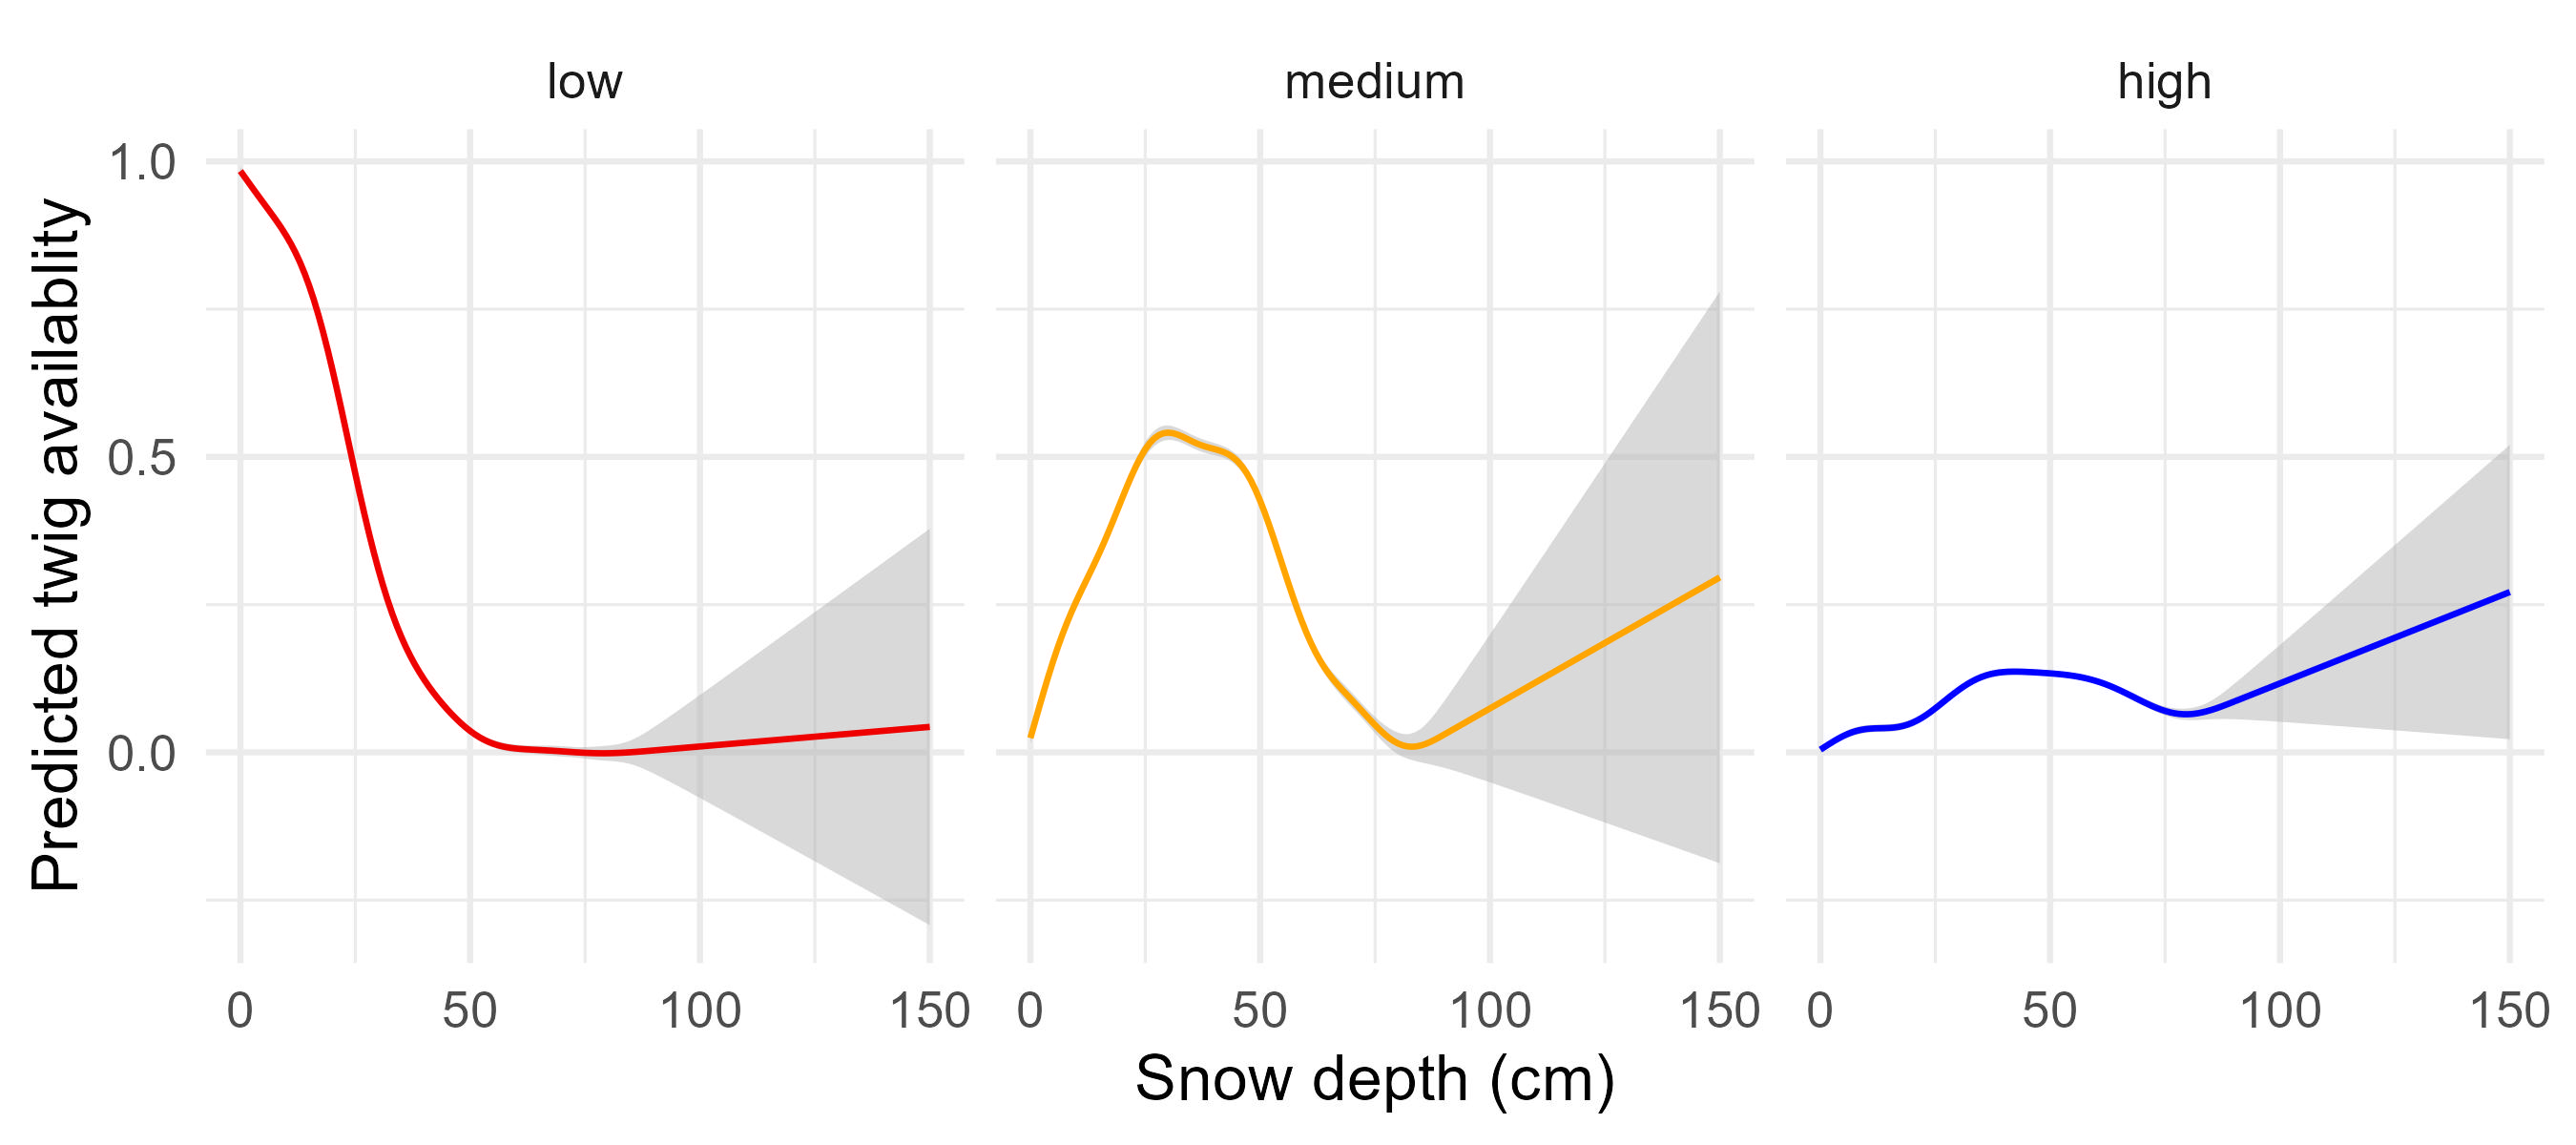 low medium high
1.0
0.5
0.0
Predicted twig availablity
0 50 100 150 0 50 100 150 0 50 100 150
Snow depth (cm)